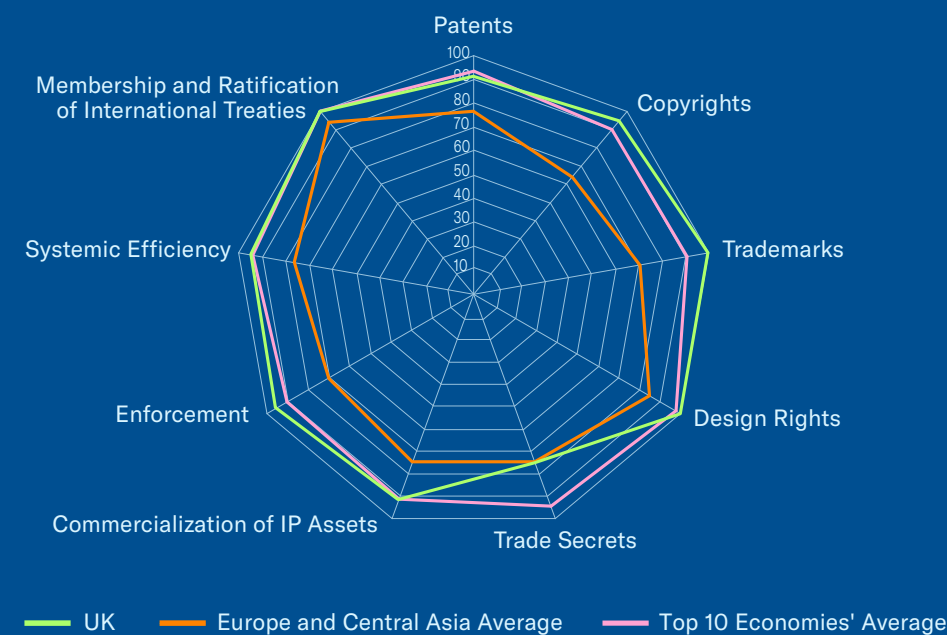 Patents
100
90
80
70
60
50
40
30
20
10
Membership and Ratification
of International Treaties
Copyrights
Systemic Efficiency
Trademarks
Enforcement
Design Rights
Commercialization of IP Assets
Trade Secrets
UK
Europe and Central Asia Average
Top 10 Economies' Average